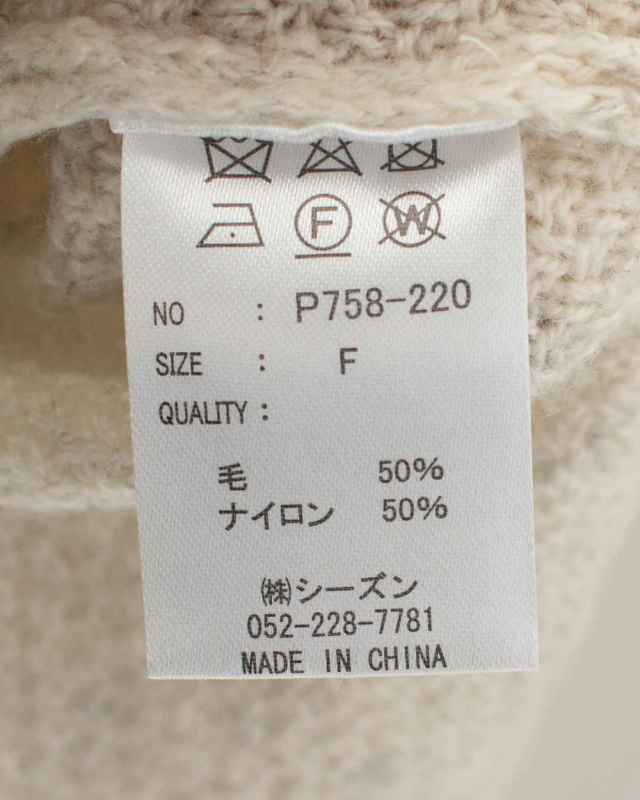 F W
NO : P758-220
SIZE : F
QUALITY :
毛 50%
ナイロン 50%
㈱シーズン
052-228-7781
MADE IN CHINA